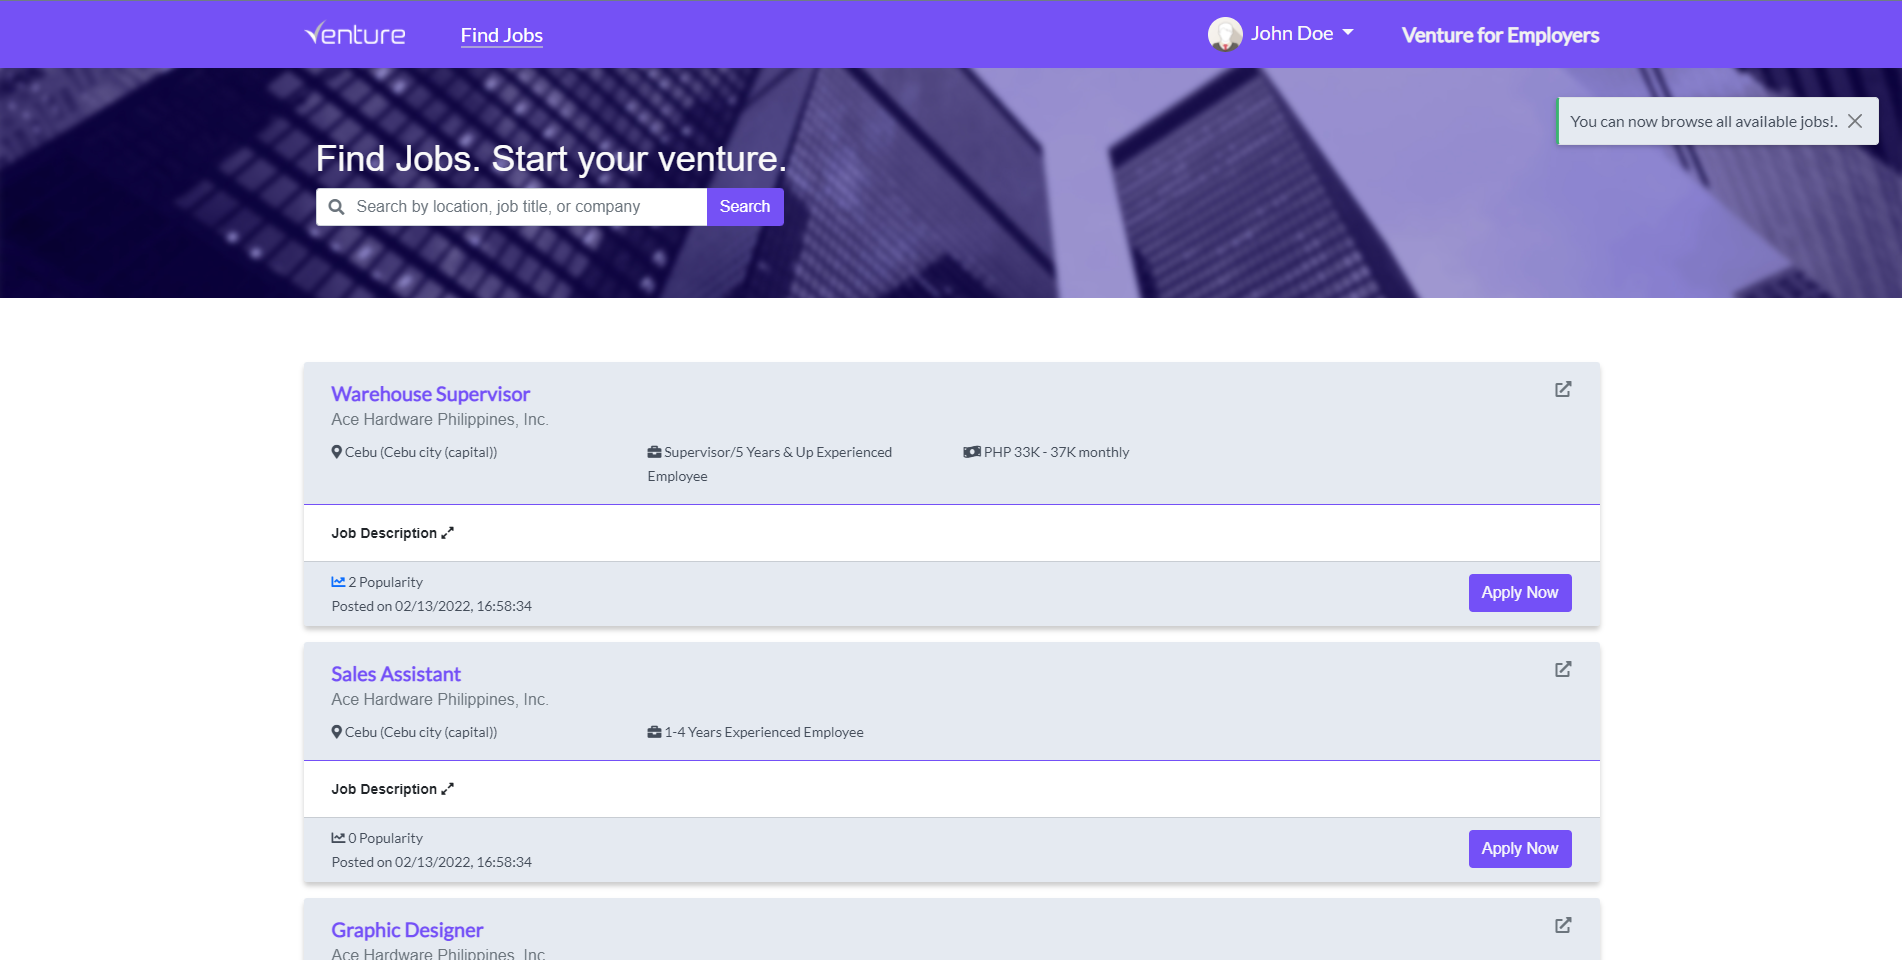 Venture
Find Jobs
John Doe
Venture for Employers
You can now browse all available jobs!.
Find Jobs. Start your venture.
Search by location, job title, or company
Search
Warehouse Supervisor
Ace Hardware Philippines, Inc.
Cebu (Cebu city (capital))
Supervisor/5 Years & Up Experienced
Employee
PHP 33K - 37K monthly
Job Description
2 Popularity
Posted on 02/13/2022, 16:58:34
Apply Now
Sales Assistant
Ace Hardware Philippines, Inc.
Cebu (Cebu city (capital))
1-4 Years Experienced Employee
Job Description
0 Popularity
Posted on 02/13/2022, 16:58:34
Apply Now
Graphic Designer
Ace Hardware Philippines, Inc.